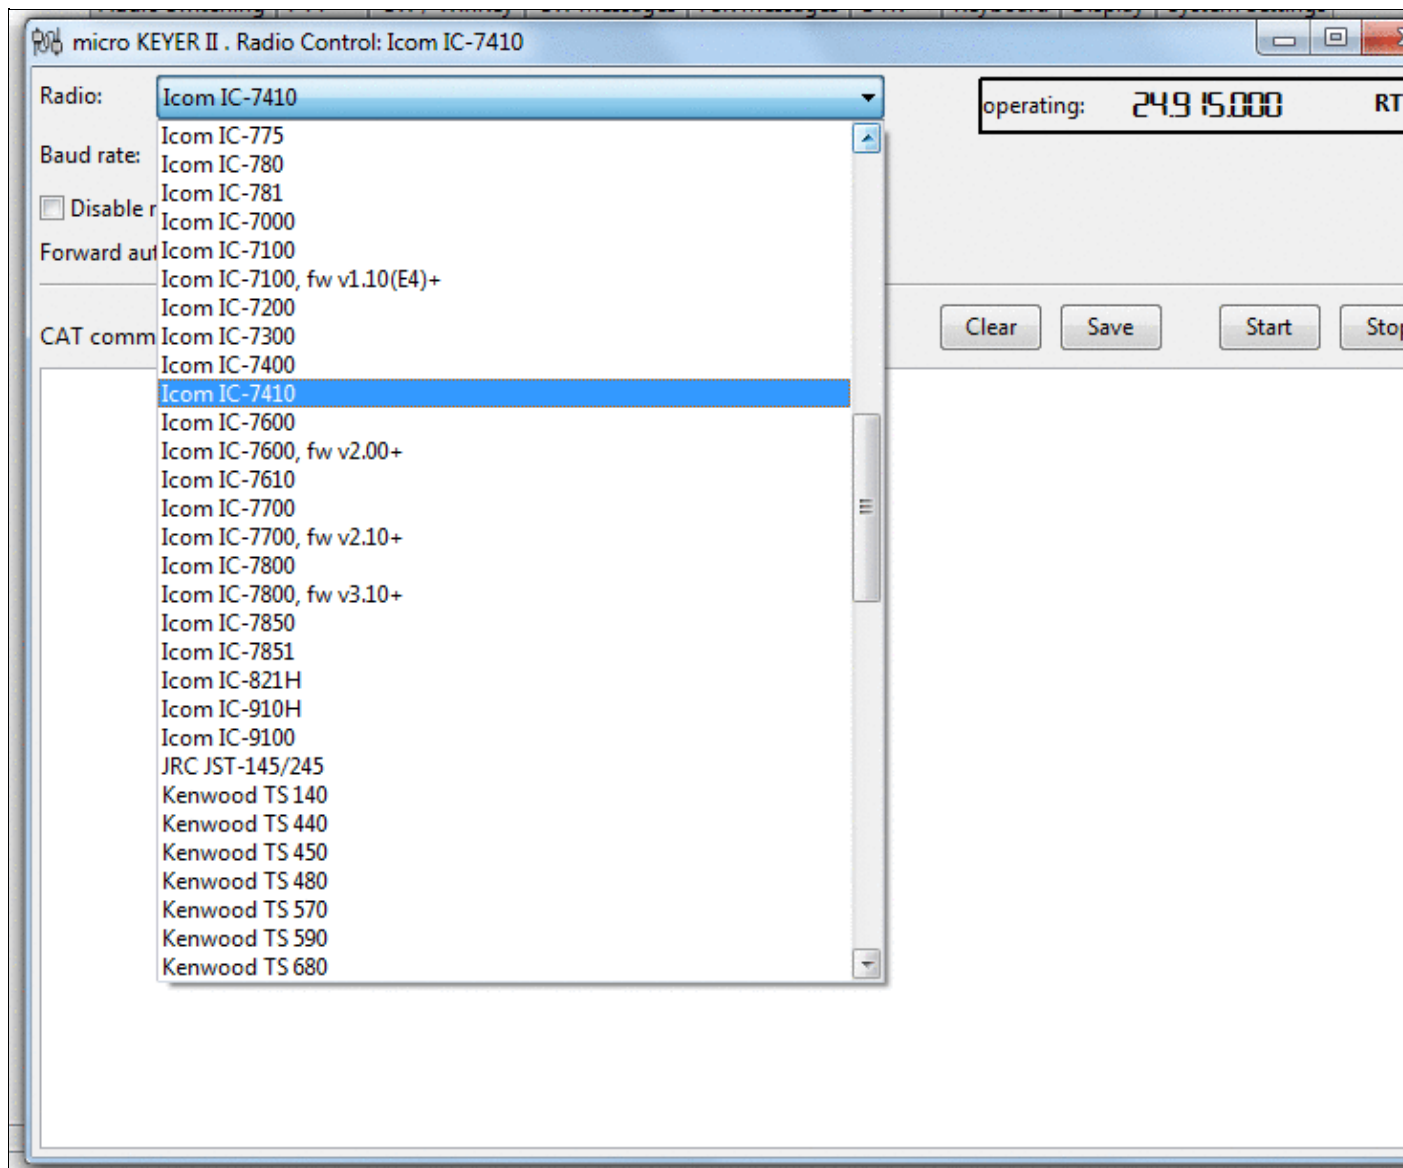 micro KEYER II . Radio Control: Icom IC-7410
Radio: Icom IC-7410
operating: 24.915.000 RT
Baud rate:
Disable r
Forward aut
CAT comm
Clear Save Start Stop
Icom IC-775
Icom IC-780
Icom IC-781
Icom IC-7000
Icom IC-7100
Icom IC-7100, fw v1.10(E4)+
Icom IC-7200
Icom IC-7300
Icom IC-7400
Icom IC-7410
Icom IC-7600
Icom IC-7600, fw v2.00+
Icom IC-7610
Icom IC-7700
Icom IC-7700, fw v2.10+
Icom IC-7800
Icom IC-7800, fw v3.10+
Icom IC-7850
Icom IC-7851
Icom IC-821H
Icom IC-910H
Icom IC-9100
JRC JST-145/245
Kenwood TS 140
Kenwood TS 440
Kenwood TS 450
Kenwood TS 480
Kenwood TS 570
Kenwood TS 590
Kenwood TS 680